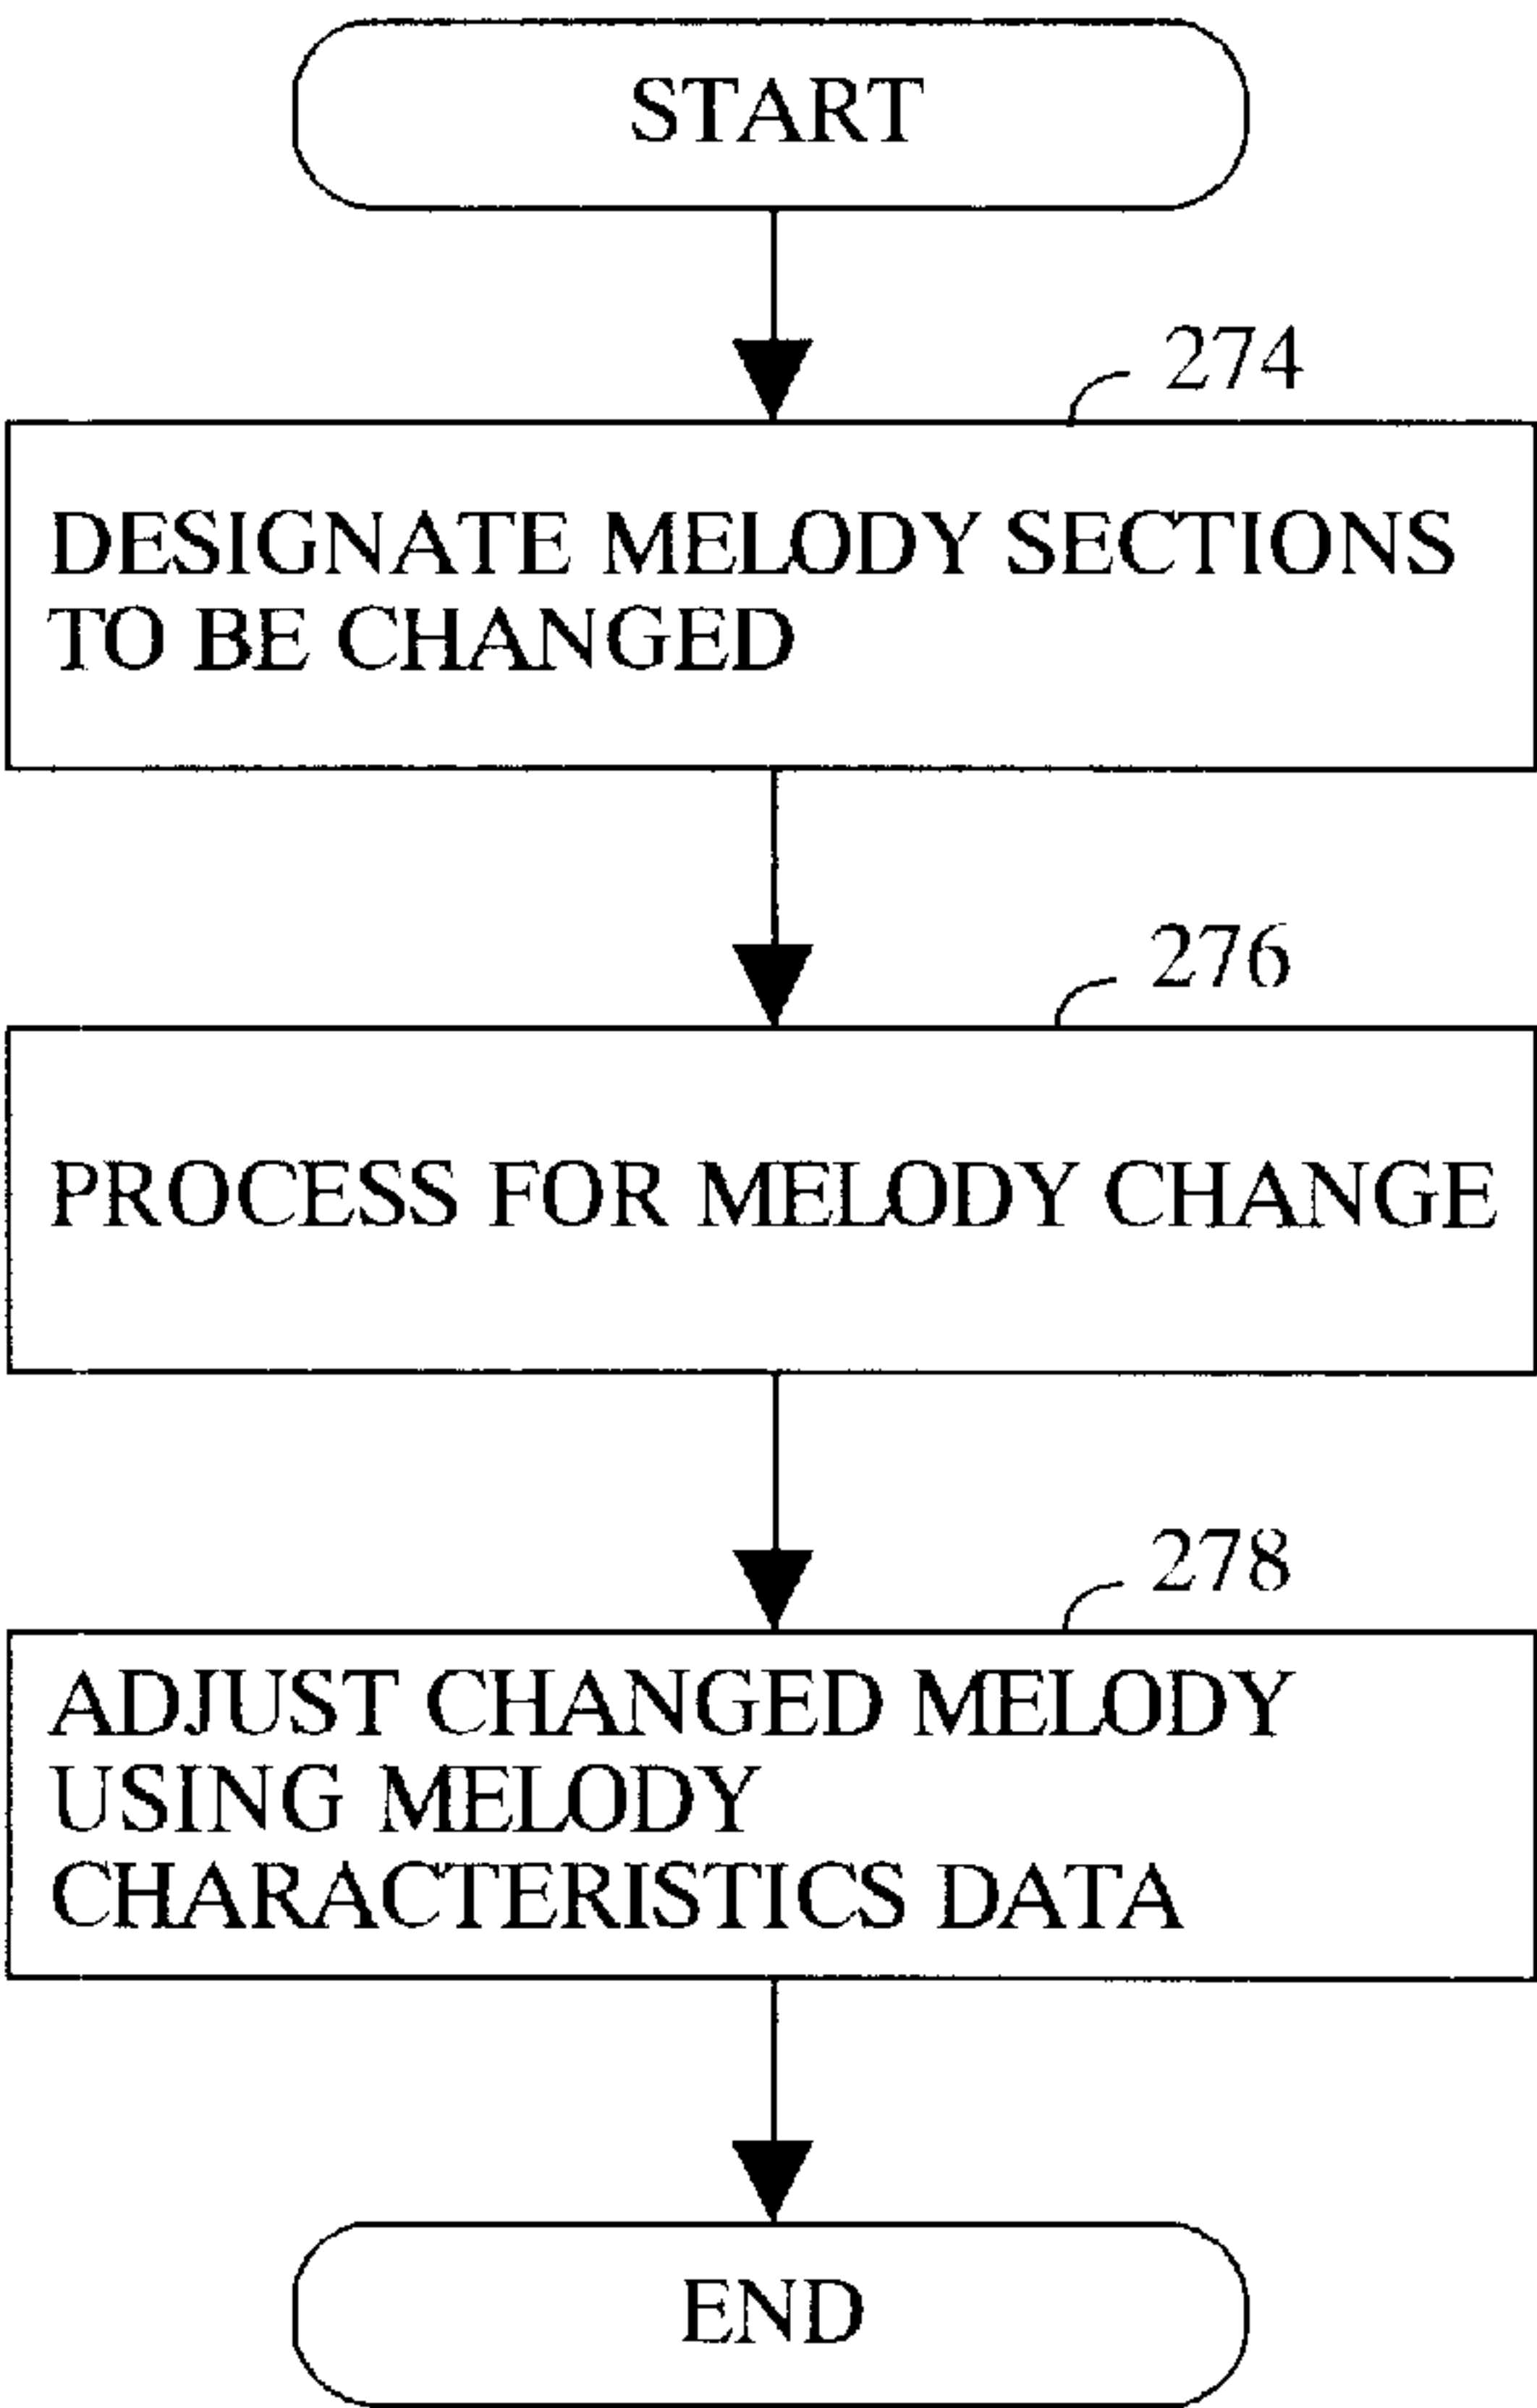 START
274
DESIGNATE MELODY SECTIONS
TO BE CHANGED
276
PROCESS FOR MELODY CHANGE
278
ADJUST CHANGED MELODY
USING MELODY
CHARACTERISTICS DATA
END